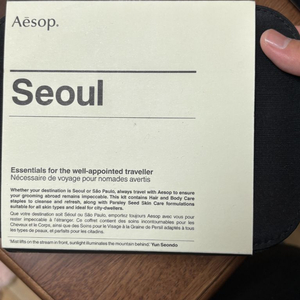 Aēsop.
Seoul
Essentials for the well-appointed traveller
Nécessaire de voyage pour nomades avertis
Whether your destination is Seoul or São Paulo, always travel with Aesop to ensure
your grooming abroad remains impeccable. This kit contains Hair and Body Care
staples to cleanse and refresh, along with Parsley Seed Skin Care formulations
suitable for all skin types and ideal for city-dwellers.
Que votre destination soit Séoul ou São Paulo, emportez toujours Aesop avec vous pour
rester impeccable à l'étranger. Ce coffret contient des soins incontournables pour les
Cheveux et le Corps, ainsi que des Soins pour le Visage à la Graine de Persil adaptés à tous
les types de peaux, et parfaits pour les citadins.
'Mist lifts on the stream in front, sunlight illuminates the mountain behind.' Yun Seondo